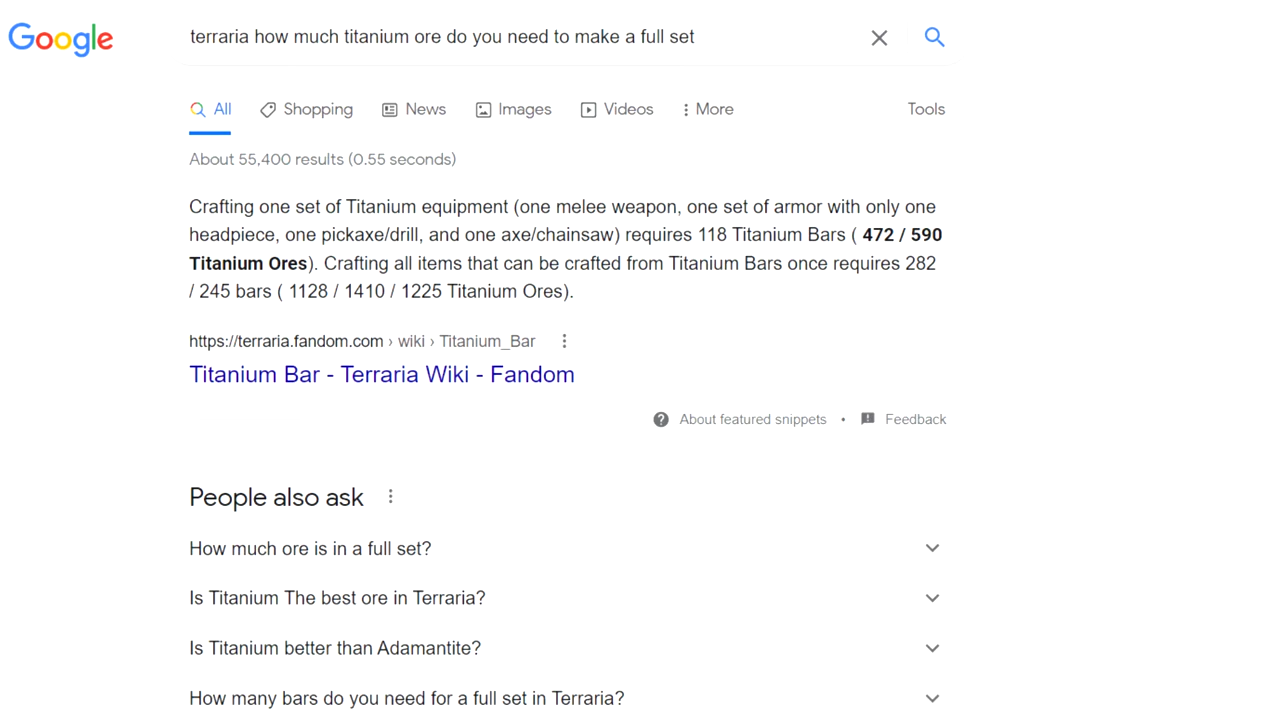 Google
terraria how much titanium ore do you need to make a full set
All Shopping News Images Videos More Tools
About 55,400 results (0.55 seconds)
Crafting one set of Titanium equipment (one melee weapon, one set of armor with only one
headpiece, one pickaxe/drill, and one axe/chainsaw) requires 118 Titanium Bars ( 472 / 590
Titanium Ores). Crafting all items that can be crafted from Titanium Bars once requires 282
/ 245 bars ( 1128 / 1410 / 1225 Titanium Ores).
https://terraria.fandom.com › wiki › Titanium_Bar
Titanium Bar - Terraria Wiki - Fandom
About featured snippets • Feedback
People also ask
How much ore is in a full set?
Is Titanium The best ore in Terraria?
Is Titanium better than Adamantite?
How many bars do you need for a full set in Terraria?